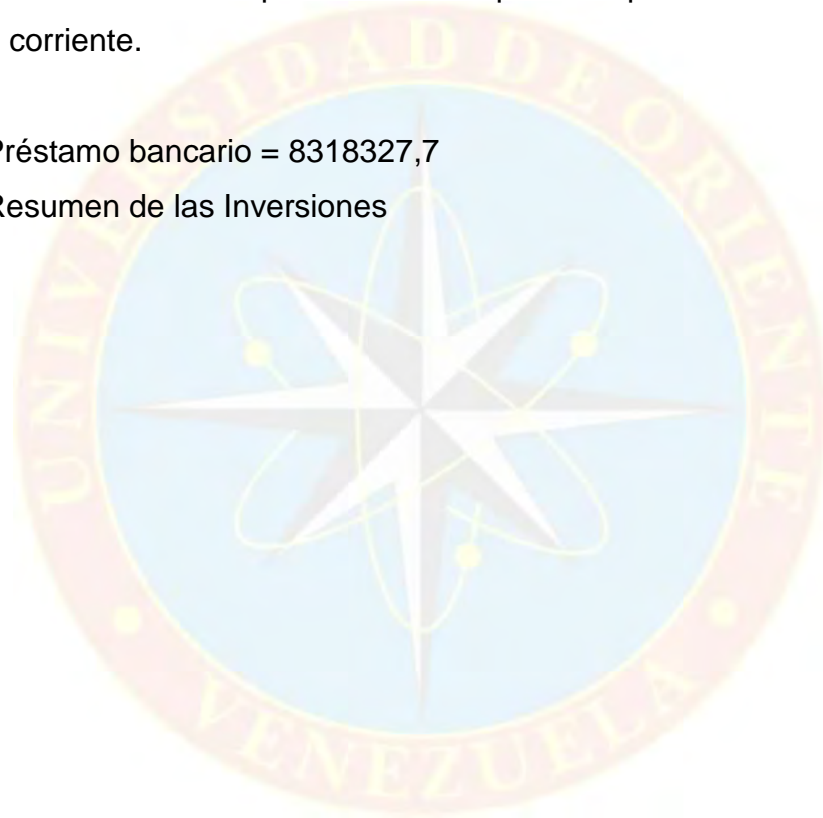 corriente.
Préstamo bancario = 8318327,7
Resumen de las Inversiones
UNIVERSIDAD DE ORIENTE
VENEZUELA